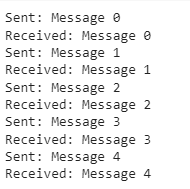 Sent: Message 0
Received: Message 0
Sent: Message 1
Received: Message 1
Sent: Message 2
Received: Message 2
Sent: Message 3
Received: Message 3
Sent: Message 4
Received: Message 4